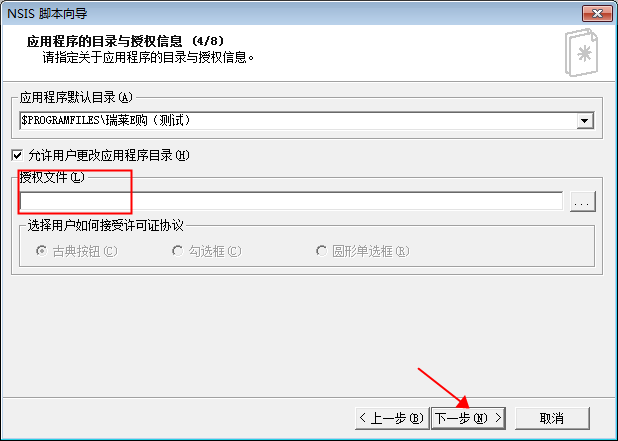 NSIS 脚本向导
应用程序的目录与授权信息 (4/8)
请指定关于应用程序的目录与授权信息。
应用程序默认目录(A)
$PROGRAMFILES\瑞莱E购（测试）
允许用户更改应用程序目录(H)
授权文件(L)
...
选择用户如何接受许可证协议
古典按钮(C) 勾选框(C) 圆形单选框(R)
< 上一步(B) 下一步(N) > 取消